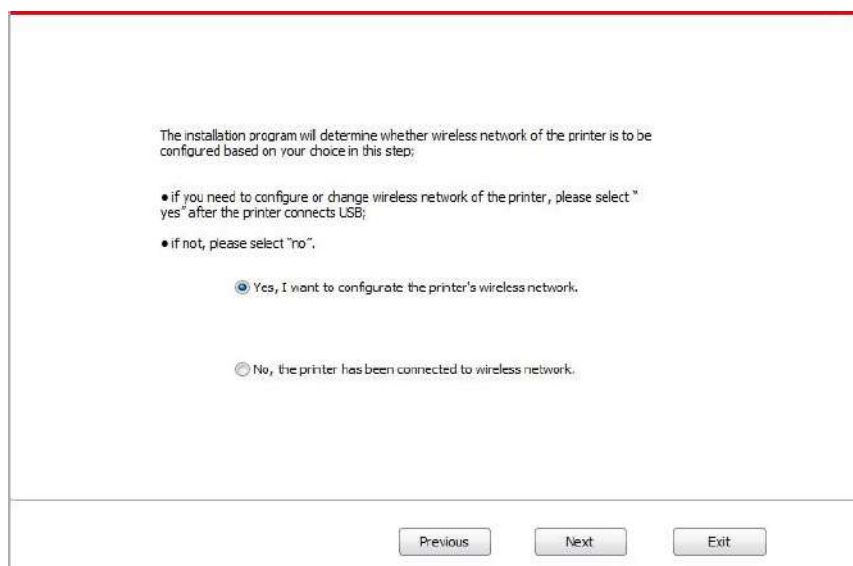 The installation program will determine whether wireless network of the printer is to be
configured based on your choice in this step;
● if you need to configure or change wireless network of the printer, please select “
yes” after the printer connects USB;
● if not, please select “no”.
Yes, I want to configurate the printer's wireless network.
No, the printer has been connected to wireless network.
Previous Next Exit